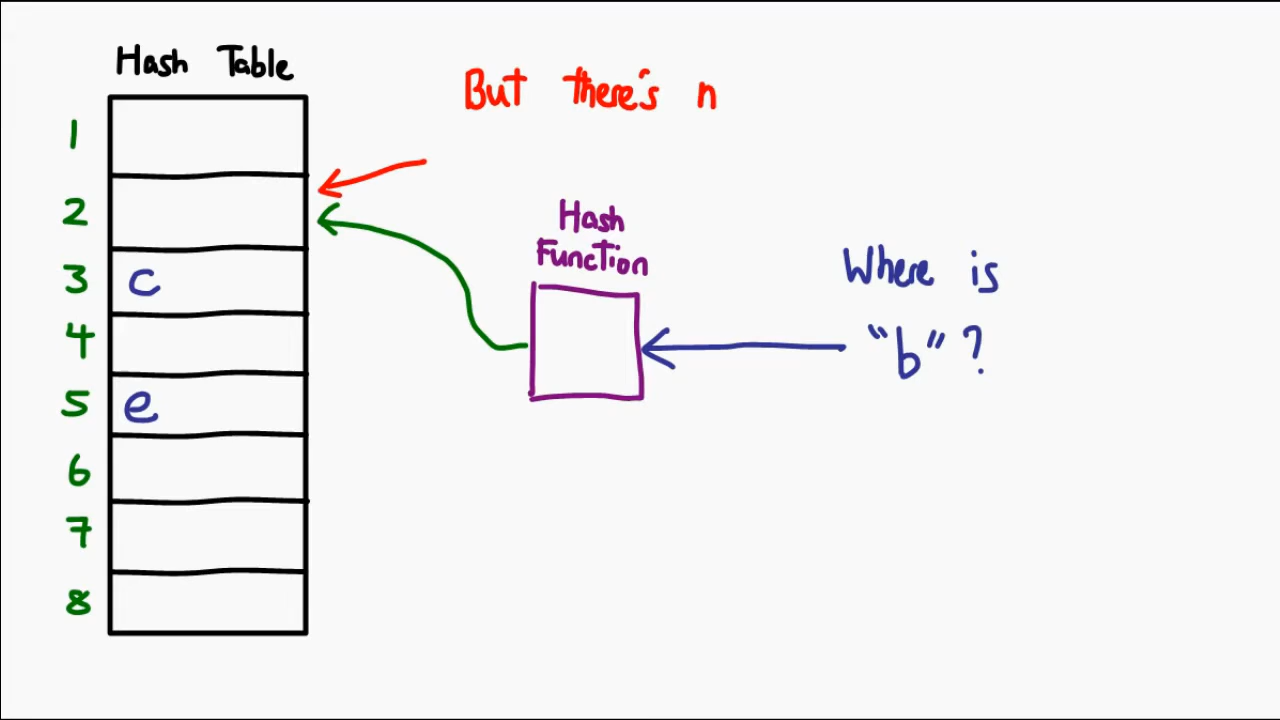 Hash Table
But there's n
1
2
3 c
4
5 e
6
7
8
Hash
Function
Where is
"b"?